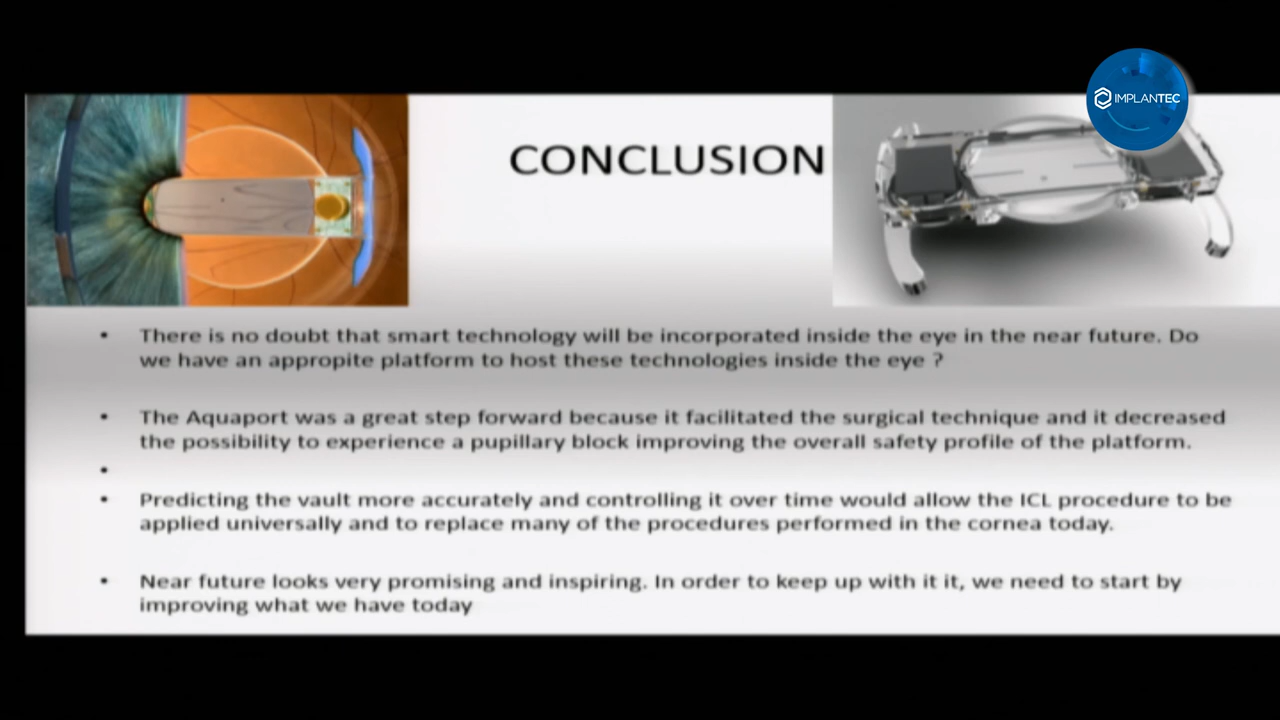 IMPLANTEC
CONCLUSION
• There is no doubt that smart technology will be incorporated inside the eye in the near future. Do
we have an appropite platform to host these technologies inside the eye ?
• The Aquaport was a great step forward because it facilitated the surgical technique and it decreased
the possibility to experience a pupillary block improving the overall safety profile of the platform.
•
• Predicting the vault more accurately and controlling it over time would allow the ICL procedure to be
applied universally and to replace many of the procedures performed in the cornea today.
• Near future looks very promising and inspiring. In order to keep up with it it, we need to start by
improving what we have today